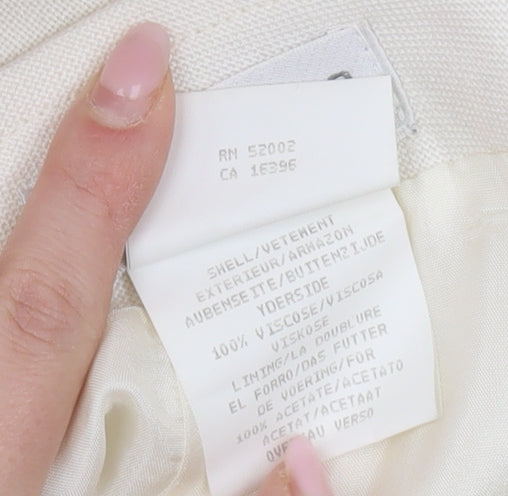 RN 52002
CA 16396
SHELL/VETEMENT
EXTERIEUR/ARMAZON
AUBENSEITE/BUITENZIJDE
YDERSIDE
100% VISCOSE/VISCOSA
VISKOSE
LINING/LA DOUBLURE
EL FORRO/DAS FUTTER
DE VOERING/FOR
100% ACETATE/ACETATO
ACETAT/ACETAAT
VERSO